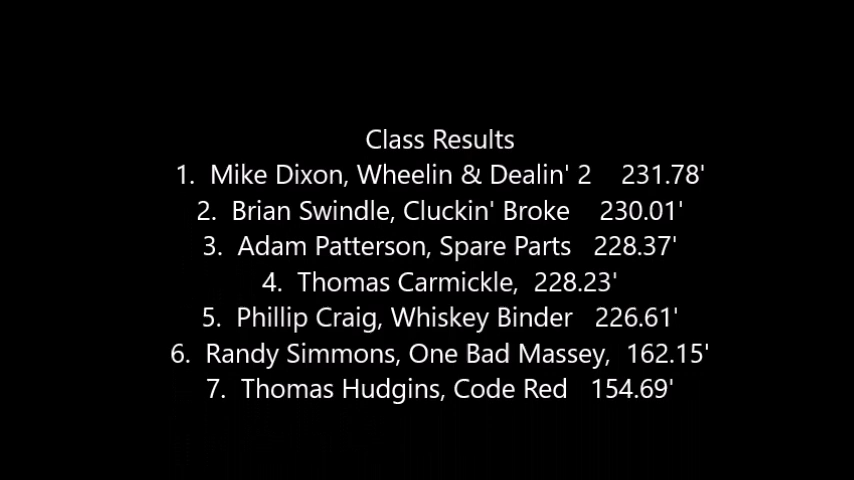 Class Results
1. Mike Dixon, Wheelin & Dealin' 2 231.78'
2. Brian Swindle, Cluckin' Broke 230.01'
3. Adam Patterson, Spare Parts 228.37'
4. Thomas Carmickle, 228.23'
5. Phillip Craig, Whiskey Binder 226.61'
6. Randy Simmons, One Bad Massey, 162.15'
7. Thomas Hudgins, Code Red 154.69'